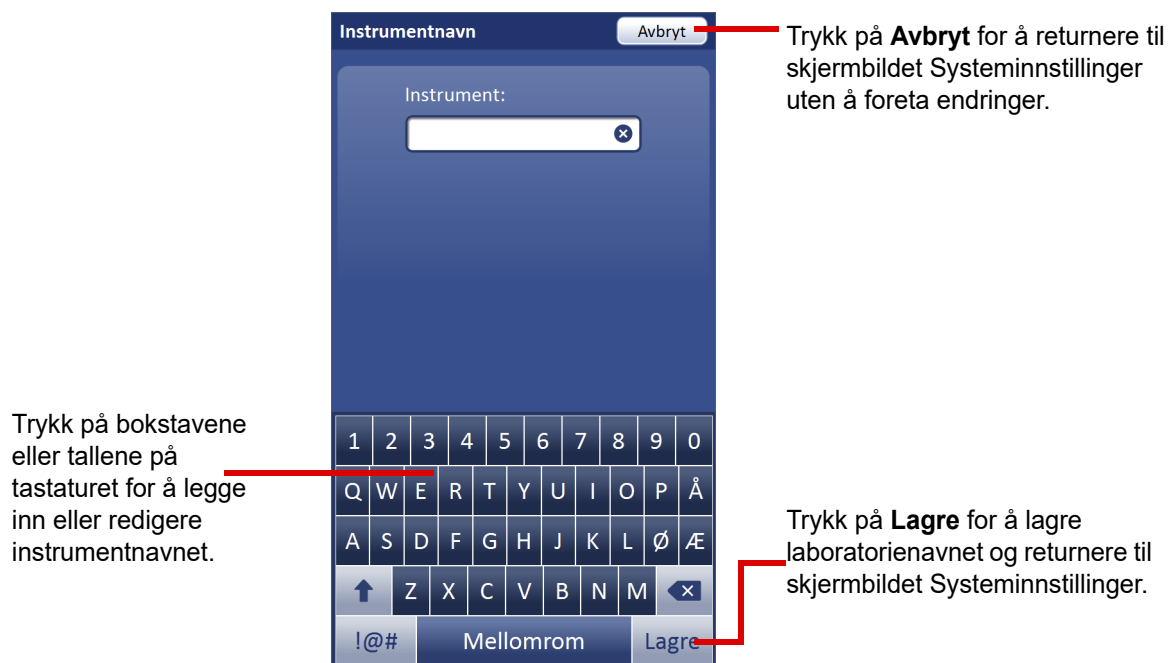 Instrumentnavn
Avbryt
Trykk på Avbryt for å returnere til
skjermbildet Systeminnstillinger
uten å foreta endringer.
Instrument:
Trykk på bokstavene
eller tallene på
tastaturet for å legge
inn eller redigere
instrumentnavnet.
1 2 3 4 5 6 7 8 9 0
Q W E R T Y U I O P Å
A S D F G H J K L Ø Æ
Z X C V B N M
!@# Mellomrom Lagre
Trykk på Lagre for å lagre
laboratorienavnet og returnere til
skjermbildet Systeminnstillinger.